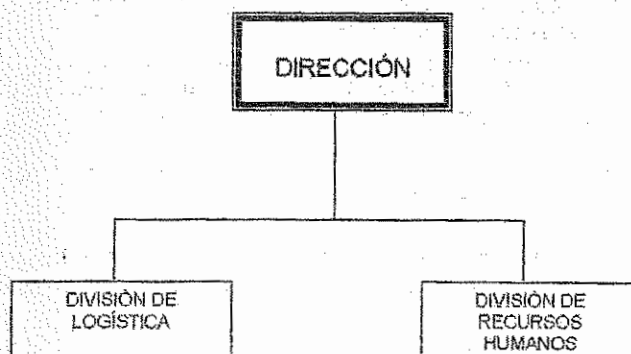 DIRECCIÓN
DIVISIÓN DE
LOGÍSTICA
DIVISIÓN DE
RECURSOS
HUMANOS